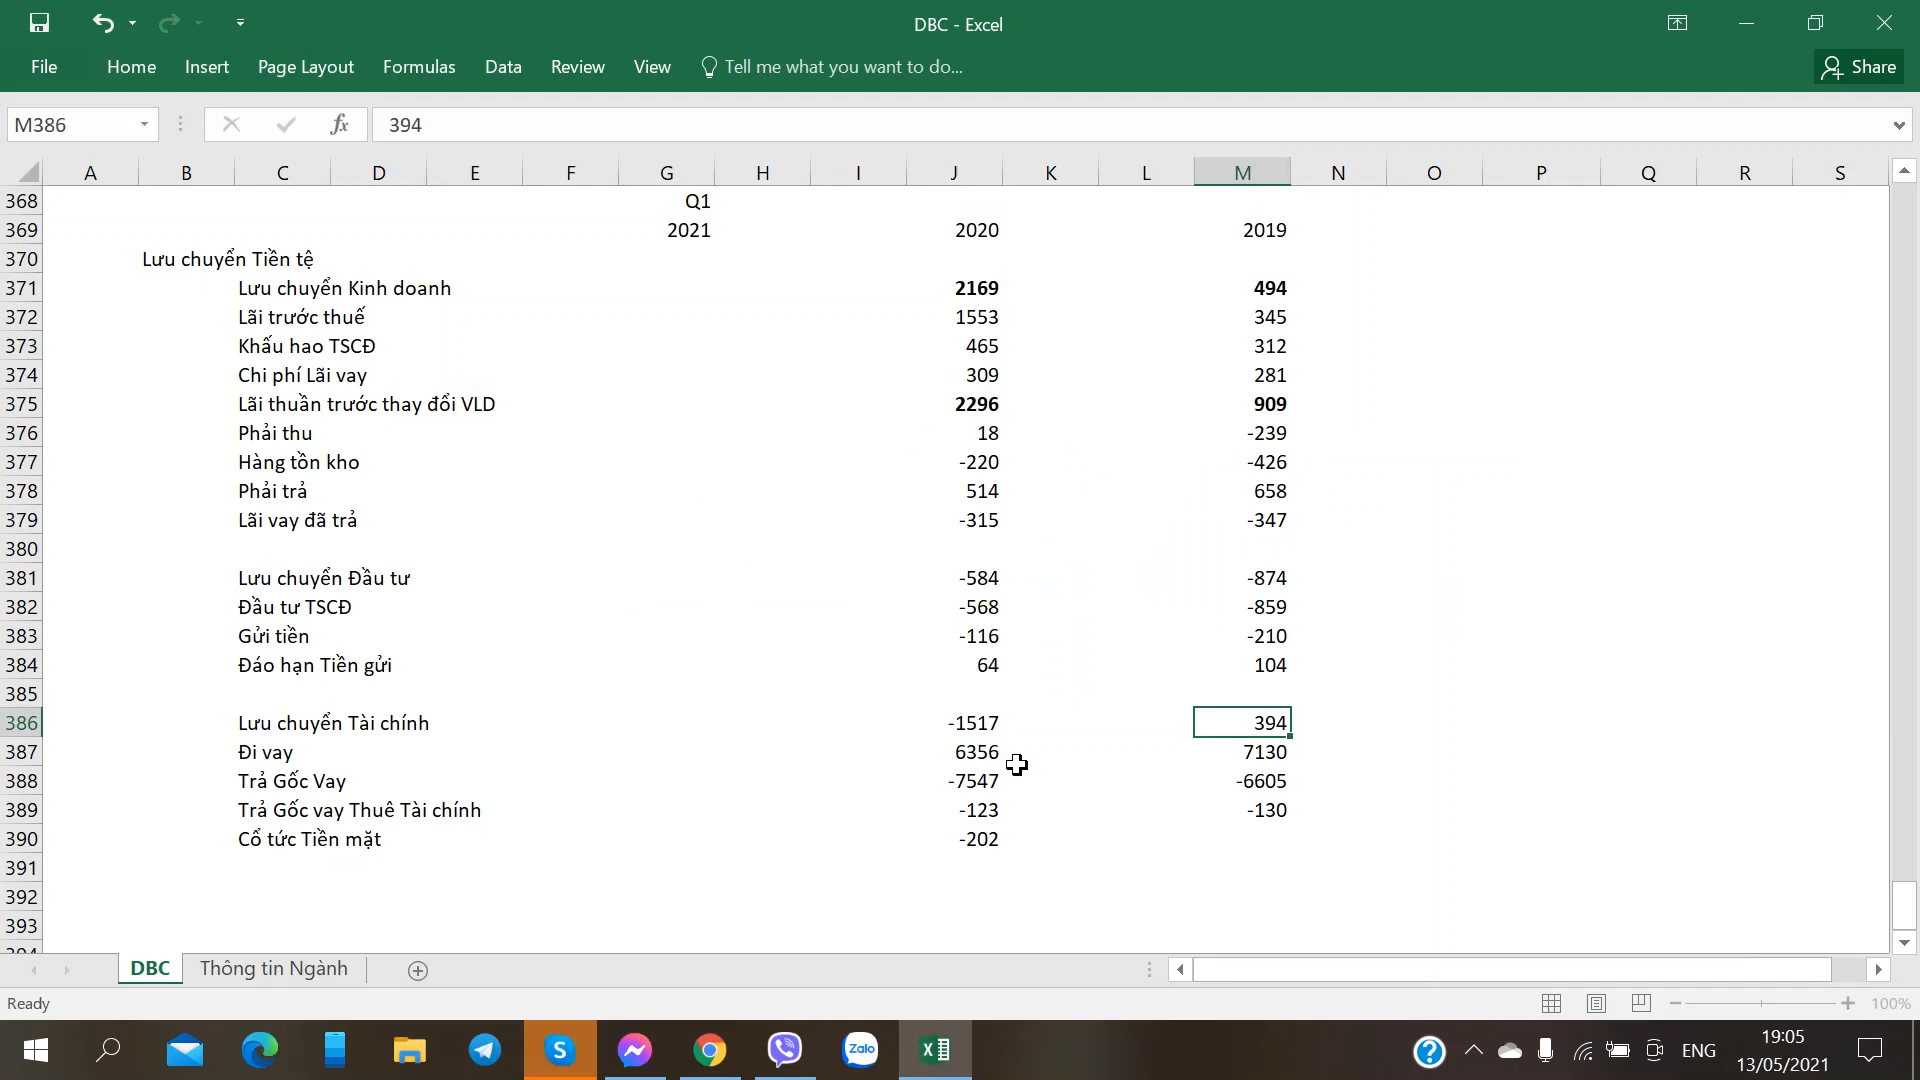 DBC - Excel
File Home Insert Page Layout Formulas Data Review View Tell me what you want to do... Share
M386 fx 394
A B C D E F G H I J K L M N O P Q R S
368 Q1
369 2021 2020 2019
370 Lưu chuyển Tiền tệ
371 Lưu chuyển Kinh doanh 2169 494
372 Lãi trước thuế 1553 345
373 Khấu hao TSCĐ 465 312
374 Chi phí Lãi vay 309 281
375 Lãi thuần trước thay đổi VLD 2296 909
376 Phải thu 18 -239
377 Hàng tồn kho -220 -426
378 Phải trả 514 658
379 Lãi vay đã trả -315 -347
380
381 Lưu chuyển Đầu tư -584 -874
382 Đầu tư TSCĐ -568 -859
383 Gửi tiền -116 -210
384 Đáo hạn Tiền gửi 64 104
385
386 Lưu chuyển Tài chính -1517 394
387 Đi vay 6356 7130
388 Trả Gốc Vay -7547 -6605
389 Trả Gốc vay Thuê Tài chính -123 -130
390 Cổ tức Tiền mặt -202
391
392
393
394
DBC Thông tin Ngành
Ready 100%
Zalo ENG 19:05
13/05/2021